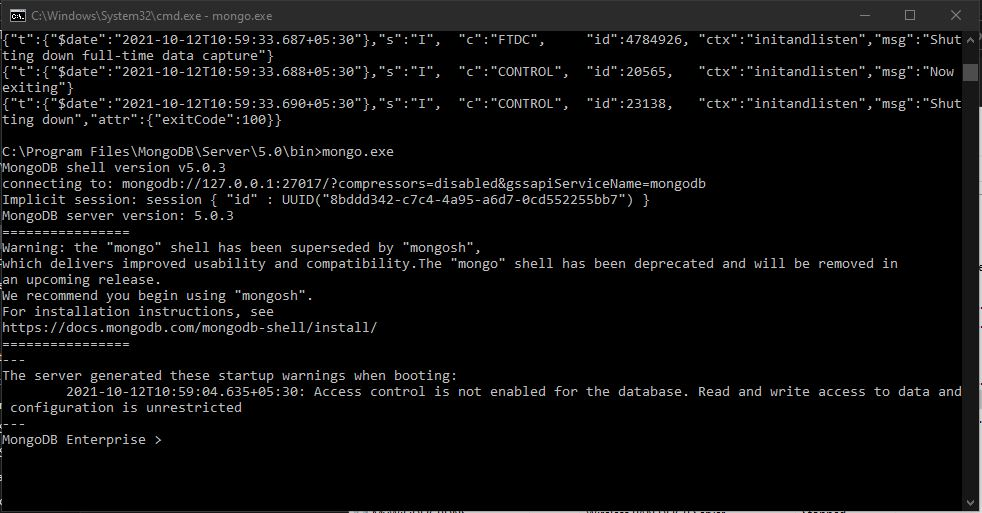 C:\Windows\System32\cmd.exe - mongo.exe
{"t":{"$date":"2021-10-12T10:59:33.687+05:30"},"s":"I",  "c":"FTDC",     "id":4784926, "ctx":"initandlisten","msg":"Shut
ting down full-time data capture"}
{"t":{"$date":"2021-10-12T10:59:33.688+05:30"},"s":"I",  "c":"CONTROL",  "id":20565,   "ctx":"initandlisten","msg":"Now
exiting"}
{"t":{"$date":"2021-10-12T10:59:33.690+05:30"},"s":"I",  "c":"CONTROL",  "id":23138,   "ctx":"initandlisten","msg":"Shut
ting down","attr":{"exitCode":100}}
C:\Program Files\MongoDB\Server\5.0\bin>mongo.exe
MongoDB shell version v5.0.3
connecting to: mongodb://127.0.0.1:27017/?compressors=disabled&gssapiServiceName=mongodb
Implicit session: session { "id" : UUID("8bddd342-c7c4-4a95-a6d7-0cd552255bb7") }
MongoDB server version: 5.0.3
================
Warning: the "mongo" shell has been superseded by "mongosh",
which delivers improved usability and compatibility.The "mongo" shell has been deprecated and will be removed in
an upcoming release.
We recommend you begin using "mongosh".
For installation instructions, see
https://docs.mongodb.com/mongodb-shell/install/
================
---
The server generated these startup warnings when booting:
        2021-10-12T10:59:04.635+05:30: Access control is not enabled for the database. Read and write access to data and
 configuration is unrestricted
---
MongoDB Enterprise >